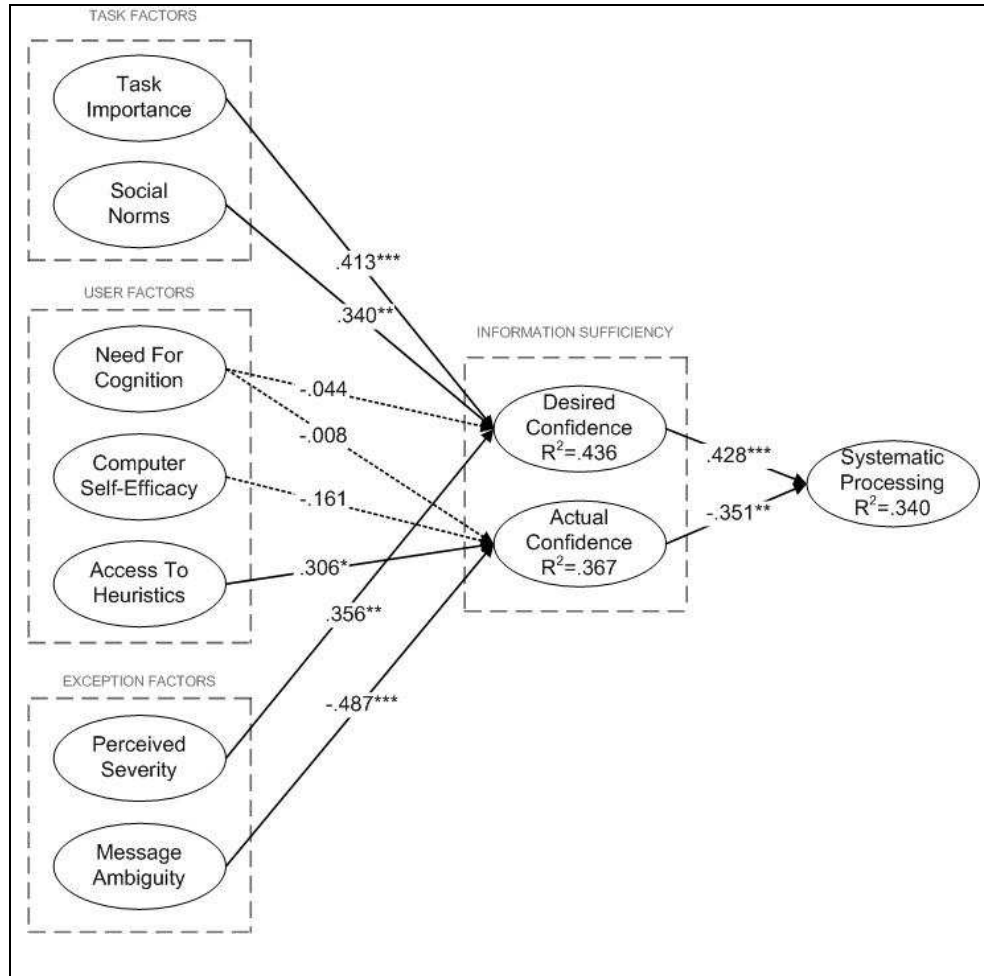 TASK FACTORS
Task
Importance
Social
Norms
.413***
.340**
USER FACTORS
Need For
Cognition
-.044
-.008
Computer
Self-Efficacy
-.161
Access To
Heuristics
.306*
.356**
EXCEPTION FACTORS
Perceived
Severity
-.487***
Message
Ambiguity
INFORMATION SUFFICIENCY
Desired
Confidence
R²=.436
Actual
Confidence
R²=.367
.428***
-.351**
Systematic
Processing
R²=.340